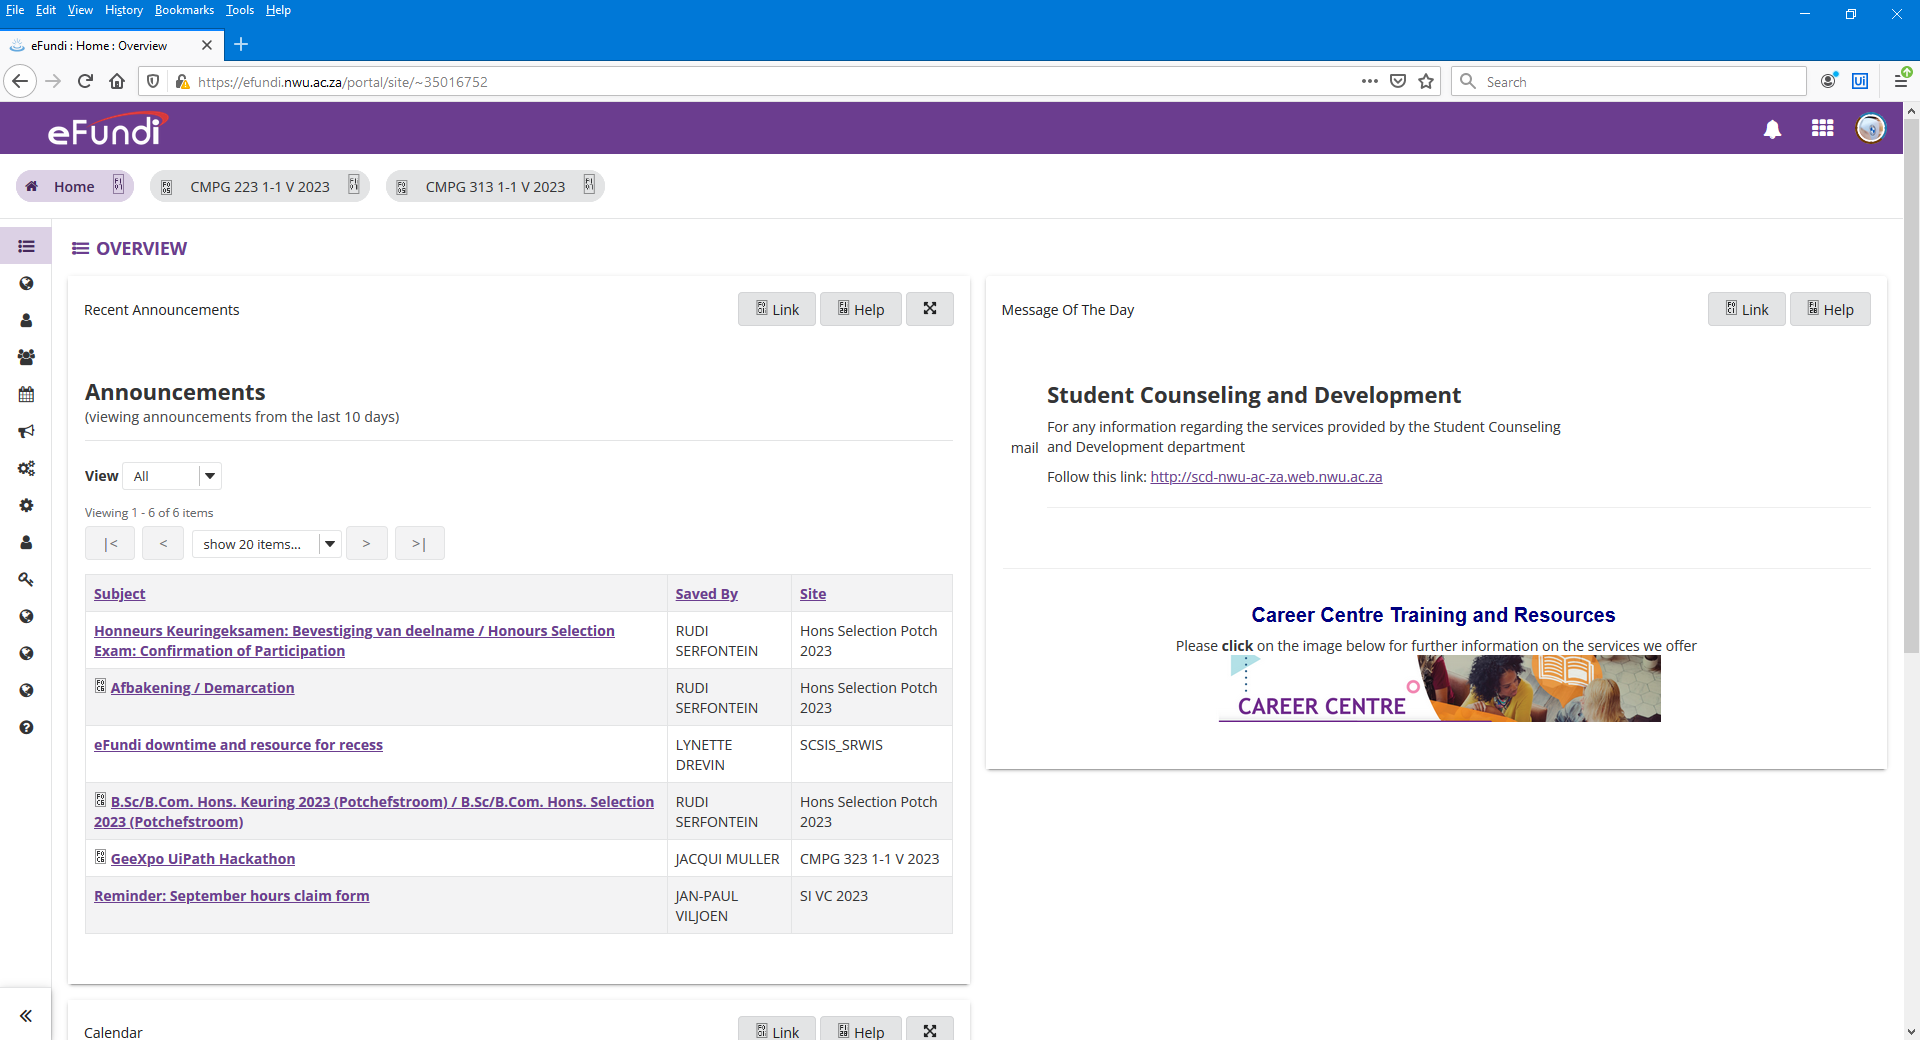 File Edit View History Bookmarks Tools Help
eFundi : Home : Overview
https://efundi.nwu.ac.za/portal/site/~35016752
Search
eFundi
Home
CMPG 223 1-1 V 2023
CMPG 313 1-1 V 2023
OVERVIEW
Recent Announcements
Link
Help
Announcements
(viewing announcements from the last 10 days)
View All
Viewing 1 - 6 of 6 items
|< < show 20 items... > >|
Subject Saved By Site
Honneurs Keuringeksamen: Bevestiging van deelname / Honours Selection
Exam: Confirmation of Participation
RUDI
SERFONTEIN
Hons Selection Potch
2023
Afbakening / Demarcation
RUDI
SERFONTEIN
Hons Selection Potch
2023
eFundi downtime and resource for recess
LYNETTE
DREVIN
SCSIS_SRWIS
B.Sc/B.Com. Hons. Keuring 2023 (Potchefstroom) / B.Sc/B.Com. Hons. Selection
2023 (Potchefstroom)
RUDI
SERFONTEIN
Hons Selection Potch
2023
GeeXpo UiPath Hackathon
JACQUI MULLER
CMPG 323 1-1 V 2023
Reminder: September hours claim form
JAN-PAUL
VILJOEN
SI VC 2023
Calendar
Link
Help
Message Of The Day
Link
Help
mail
Student Counseling and Development
For any information regarding the services provided by the Student Counseling
and Development department
Follow this link: http://scd-nwu-ac-za.web.nwu.ac.za
Career Centre Training and Resources
Please click on the image below for further information on the services we offer
CAREER CENTRE